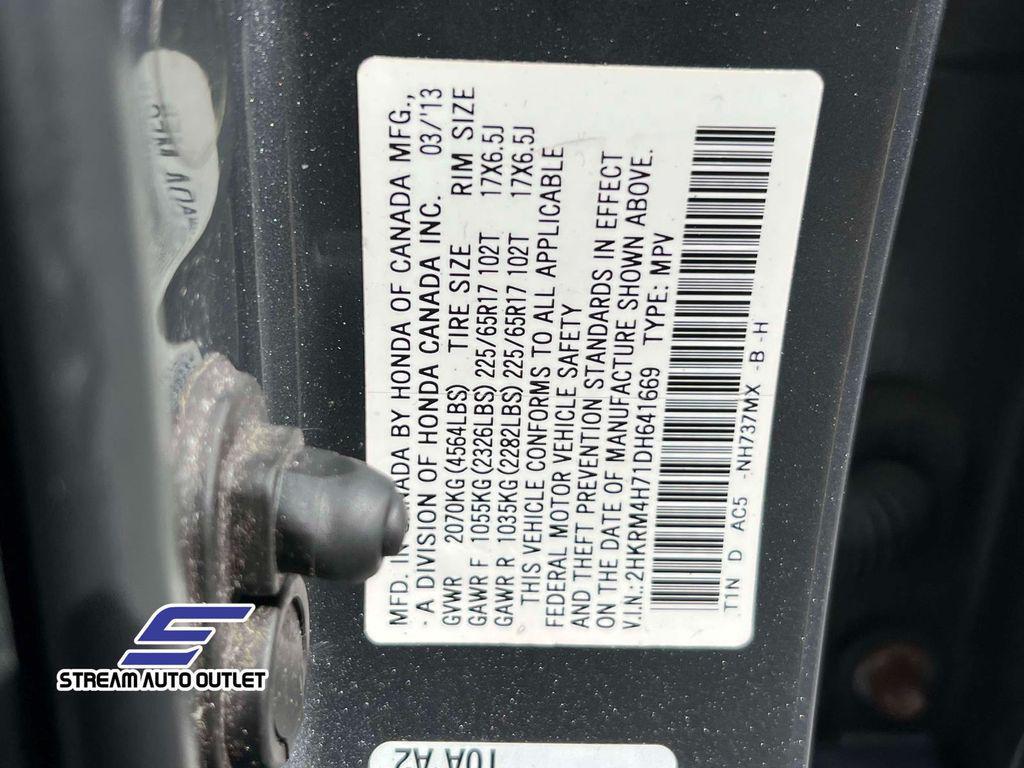 MFD. IN CANADA BY HONDA OF CANADA MFG.,
- A DIVISION OF HONDA CANADA INC. 03/'13
GVWR 2070KG (4564LBS) TIRE SIZE RIM SIZE
GAWR F 1055KG (2326LBS) 225/65R17 102T 17X6.5J
GAWR R 1035KG (2282LBS) 225/65R17 102T 17X6.5J
THIS VEHICLE CONFORMS TO ALL APPLICABLE
FEDERAL MOTOR VEHICLE SAFETY
AND THEFT PREVENTION STANDARDS IN EFFECT
ON THE DATE OF MANUFACTURE SHOWN ABOVE.
V.I.N.:2HKRM4H71DH641669 TYPE: MPV
T1N D AC5 -NH737MX -B -H
STREAM AUTO OUTLET